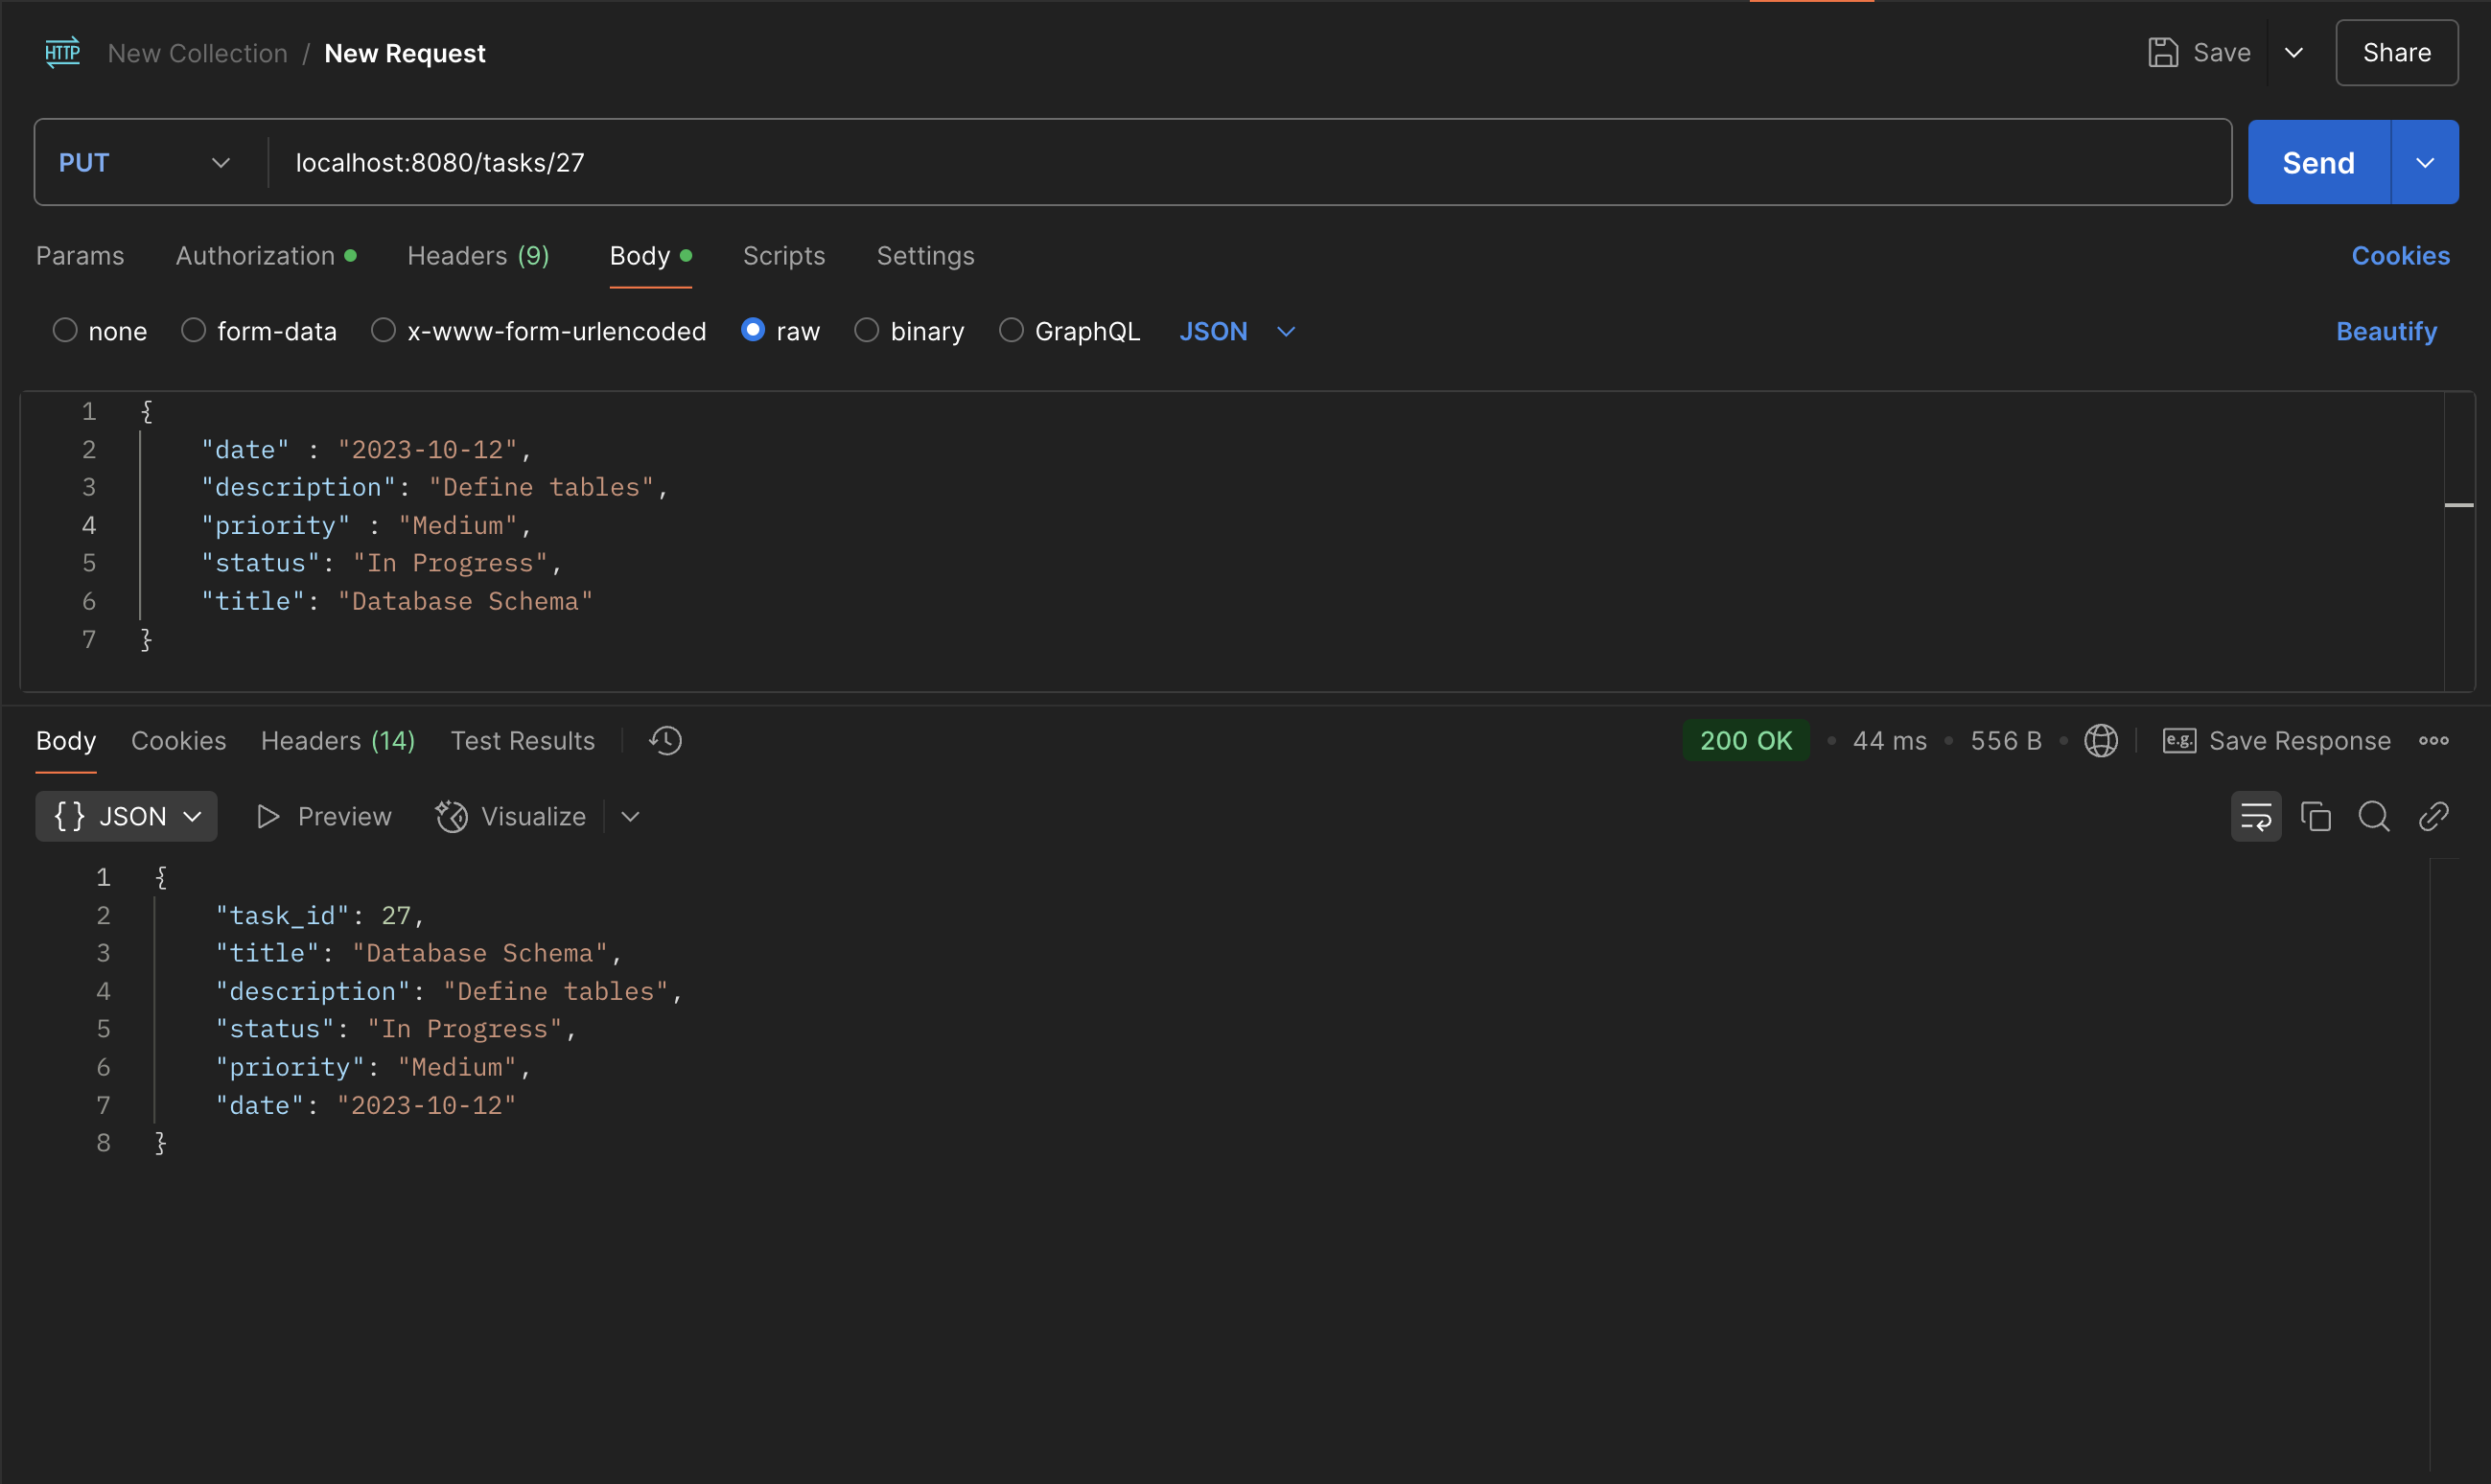 HTTP New Collection / New Request Save Share
PUT localhost:8080/tasks/27 Send
Params Authorization Headers (9) Body Scripts Settings Cookies
none form-data x-www-form-urlencoded raw binary GraphQL JSON Beautify
1 {
2 "date" : "2023-10-12",
3 "description": "Define tables",
4 "priority" : "Medium",
5 "status": "In Progress",
6 "title": "Database Schema"
7 }
Body Cookies Headers (14) Test Results 200 OK • 44 ms • 556 B • e.g. Save Response
{} JSON Preview Visualize
1 {
2 "task_id": 27,
3 "title": "Database Schema",
4 "description": "Define tables",
5 "status": "In Progress",
6 "priority": "Medium",
7 "date": "2023-10-12"
8 }